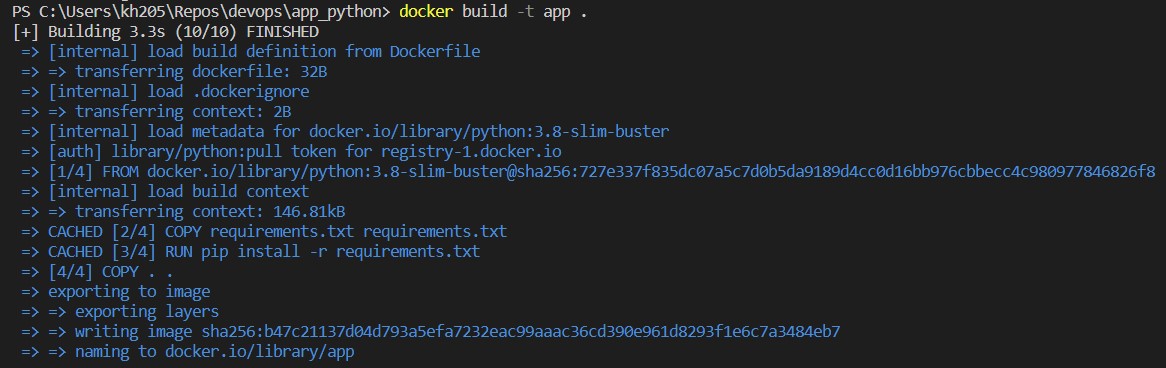 PS C:\Users\kh205\Repos\devops\app_python> docker build -t app .
[+] Building 3.3s (10/10) FINISHED
=> [internal] load build definition from Dockerfile
=> => transferring dockerfile: 32B
=> [internal] load .dockerignore
=> => transferring context: 2B
=> [internal] load metadata for docker.io/library/python:3.8-slim-buster
=> [auth] library/python:pull token for registry-1.docker.io
=> [1/4] FROM docker.io/library/python:3.8-slim-buster@sha256:727e337f835dc07a5c7d0b5da9189d4cc0d16bb976cbbecc4c980977846826f8
=> [internal] load build context
=> => transferring context: 146.81kB
=> CACHED [2/4] COPY requirements.txt requirements.txt
=> CACHED [3/4] RUN pip install -r requirements.txt
=> [4/4] COPY . .
=> exporting to image
=> => exporting layers
=> => writing image sha256:b47c21137d04d793a5efa7232eac99aaac36cd390e961d8293f1e6c7a3484eb7
=> => naming to docker.io/library/app